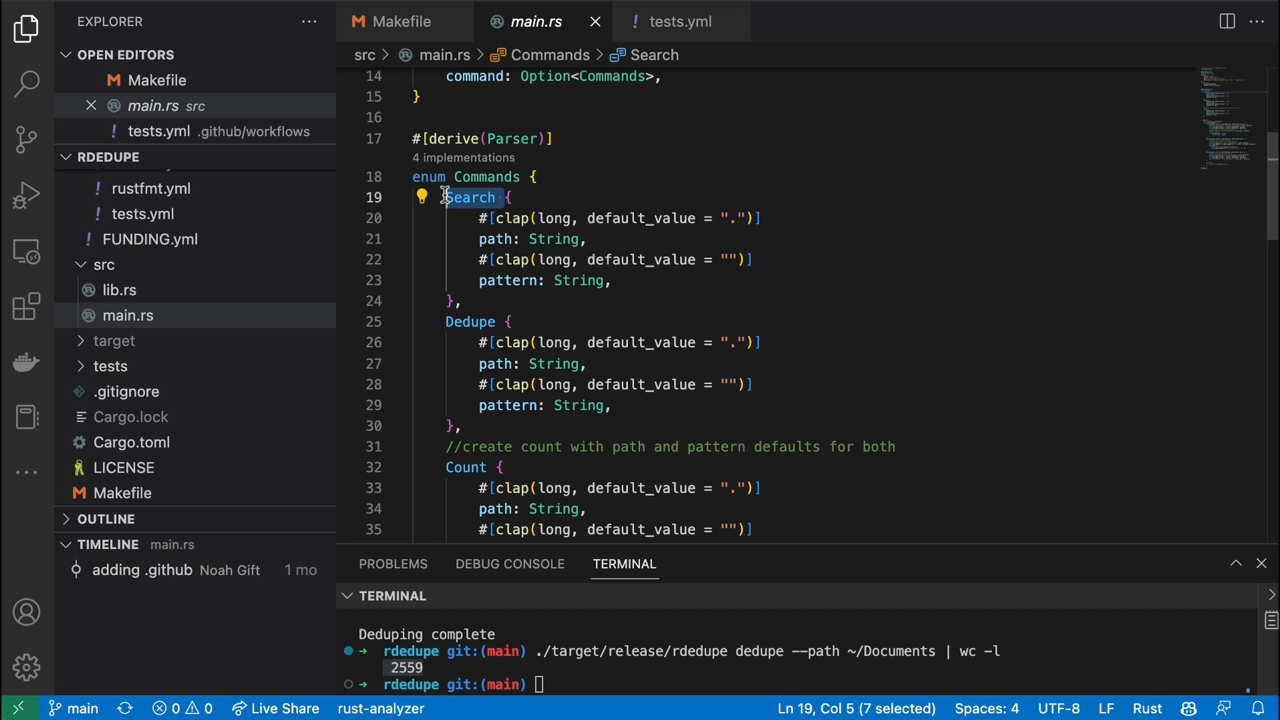 EXPLORER
OPEN EDITORS
Makefile
main.rs src
tests.yml .github/workflows
RDEDUPE
rustfmt.yml
tests.yml
FUNDING.yml
src
lib.rs
main.rs
target
tests
.gitignore
Cargo.lock
Cargo.toml
LICENSE
Makefile
OUTLINE
TIMELINE main.rs
adding .github Noah Gift 1 mo
Makefile main.rs tests.yml
src > main.rs > Commands > Search
14 command: Option<Commands>,
15 }
16
17 #[derive(Parser)]
4 implementations
18 enum Commands {
19 Search {
20 #[clap(long, default_value = ".")]
21 path: String,
22 #[clap(long, default_value = "")]
23 pattern: String,
24 },
25 Dedupe {
26 #[clap(long, default_value = ".")]
27 path: String,
28 #[clap(long, default_value = "")]
29 pattern: String,
30 },
31 //create count with path and pattern defaults for both
32 Count {
33 #[clap(long, default_value = ".")]
34 path: String,
35 #[clap(long, default_value = "")]
PROBLEMS DEBUG CONSOLE TERMINAL
TERMINAL
Deduping complete
➜ rdedupe git:(main) ./target/release/rdedupe dedupe --path ~/Documents | wc -l
2559
➜ rdedupe git:(main)
main 0 0 Live Share rust-analyzer Ln 19, Col 5 (7 selected) Spaces: 4 UTF-8 LF Rust